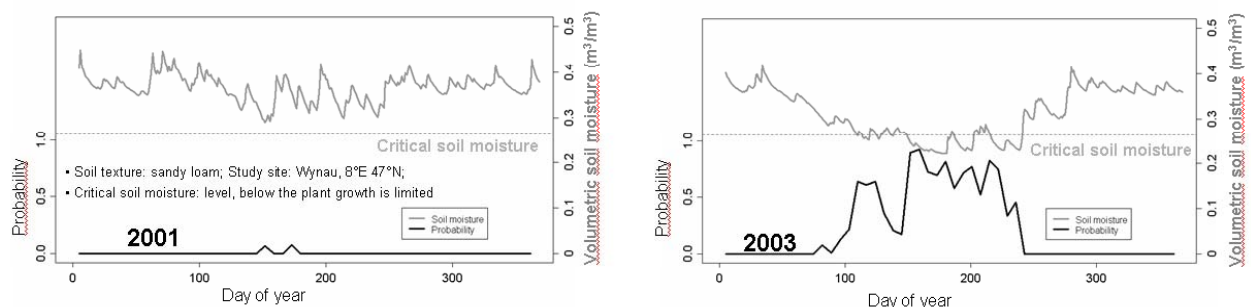 0.5
0.4
0.3
0.2
0.1
0
Volumetric soil moisture (m³/m³)
Critical soil moisture
1.0
0.5
0.0
Probability
▪ Soil texture: sandy loam; Study site: Wynau, 8°E 47°N;
▪ Critical soil moisture: level, below the plant growth is limited
Soil moisture
Probability
2001
0
100
200
300
Day of year
0.5
0.4
0.3
0.2
0.1
0
Volumetric soil moisture (m³/m³)
Critical soil moisture
1.0
0.5
0.0
Probability
Soil moisture
Probability
2003
0
100
200
300
Day of year